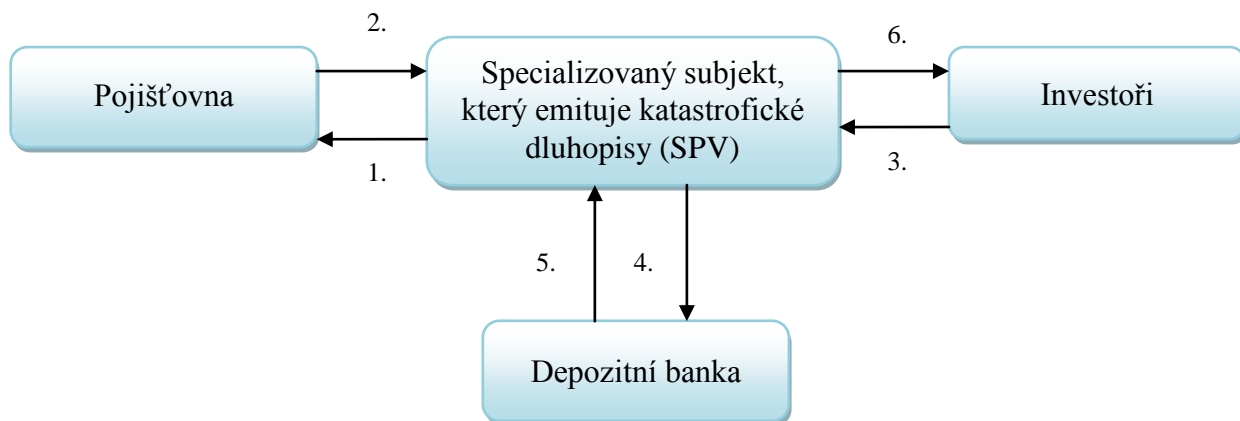 2.
6.
Pojišťovna
Specializovaný subjekt,
který emituje katastrofické
dluhopisy (SPV)
Investoři
1.
3.
5.
4.
Depozitní banka